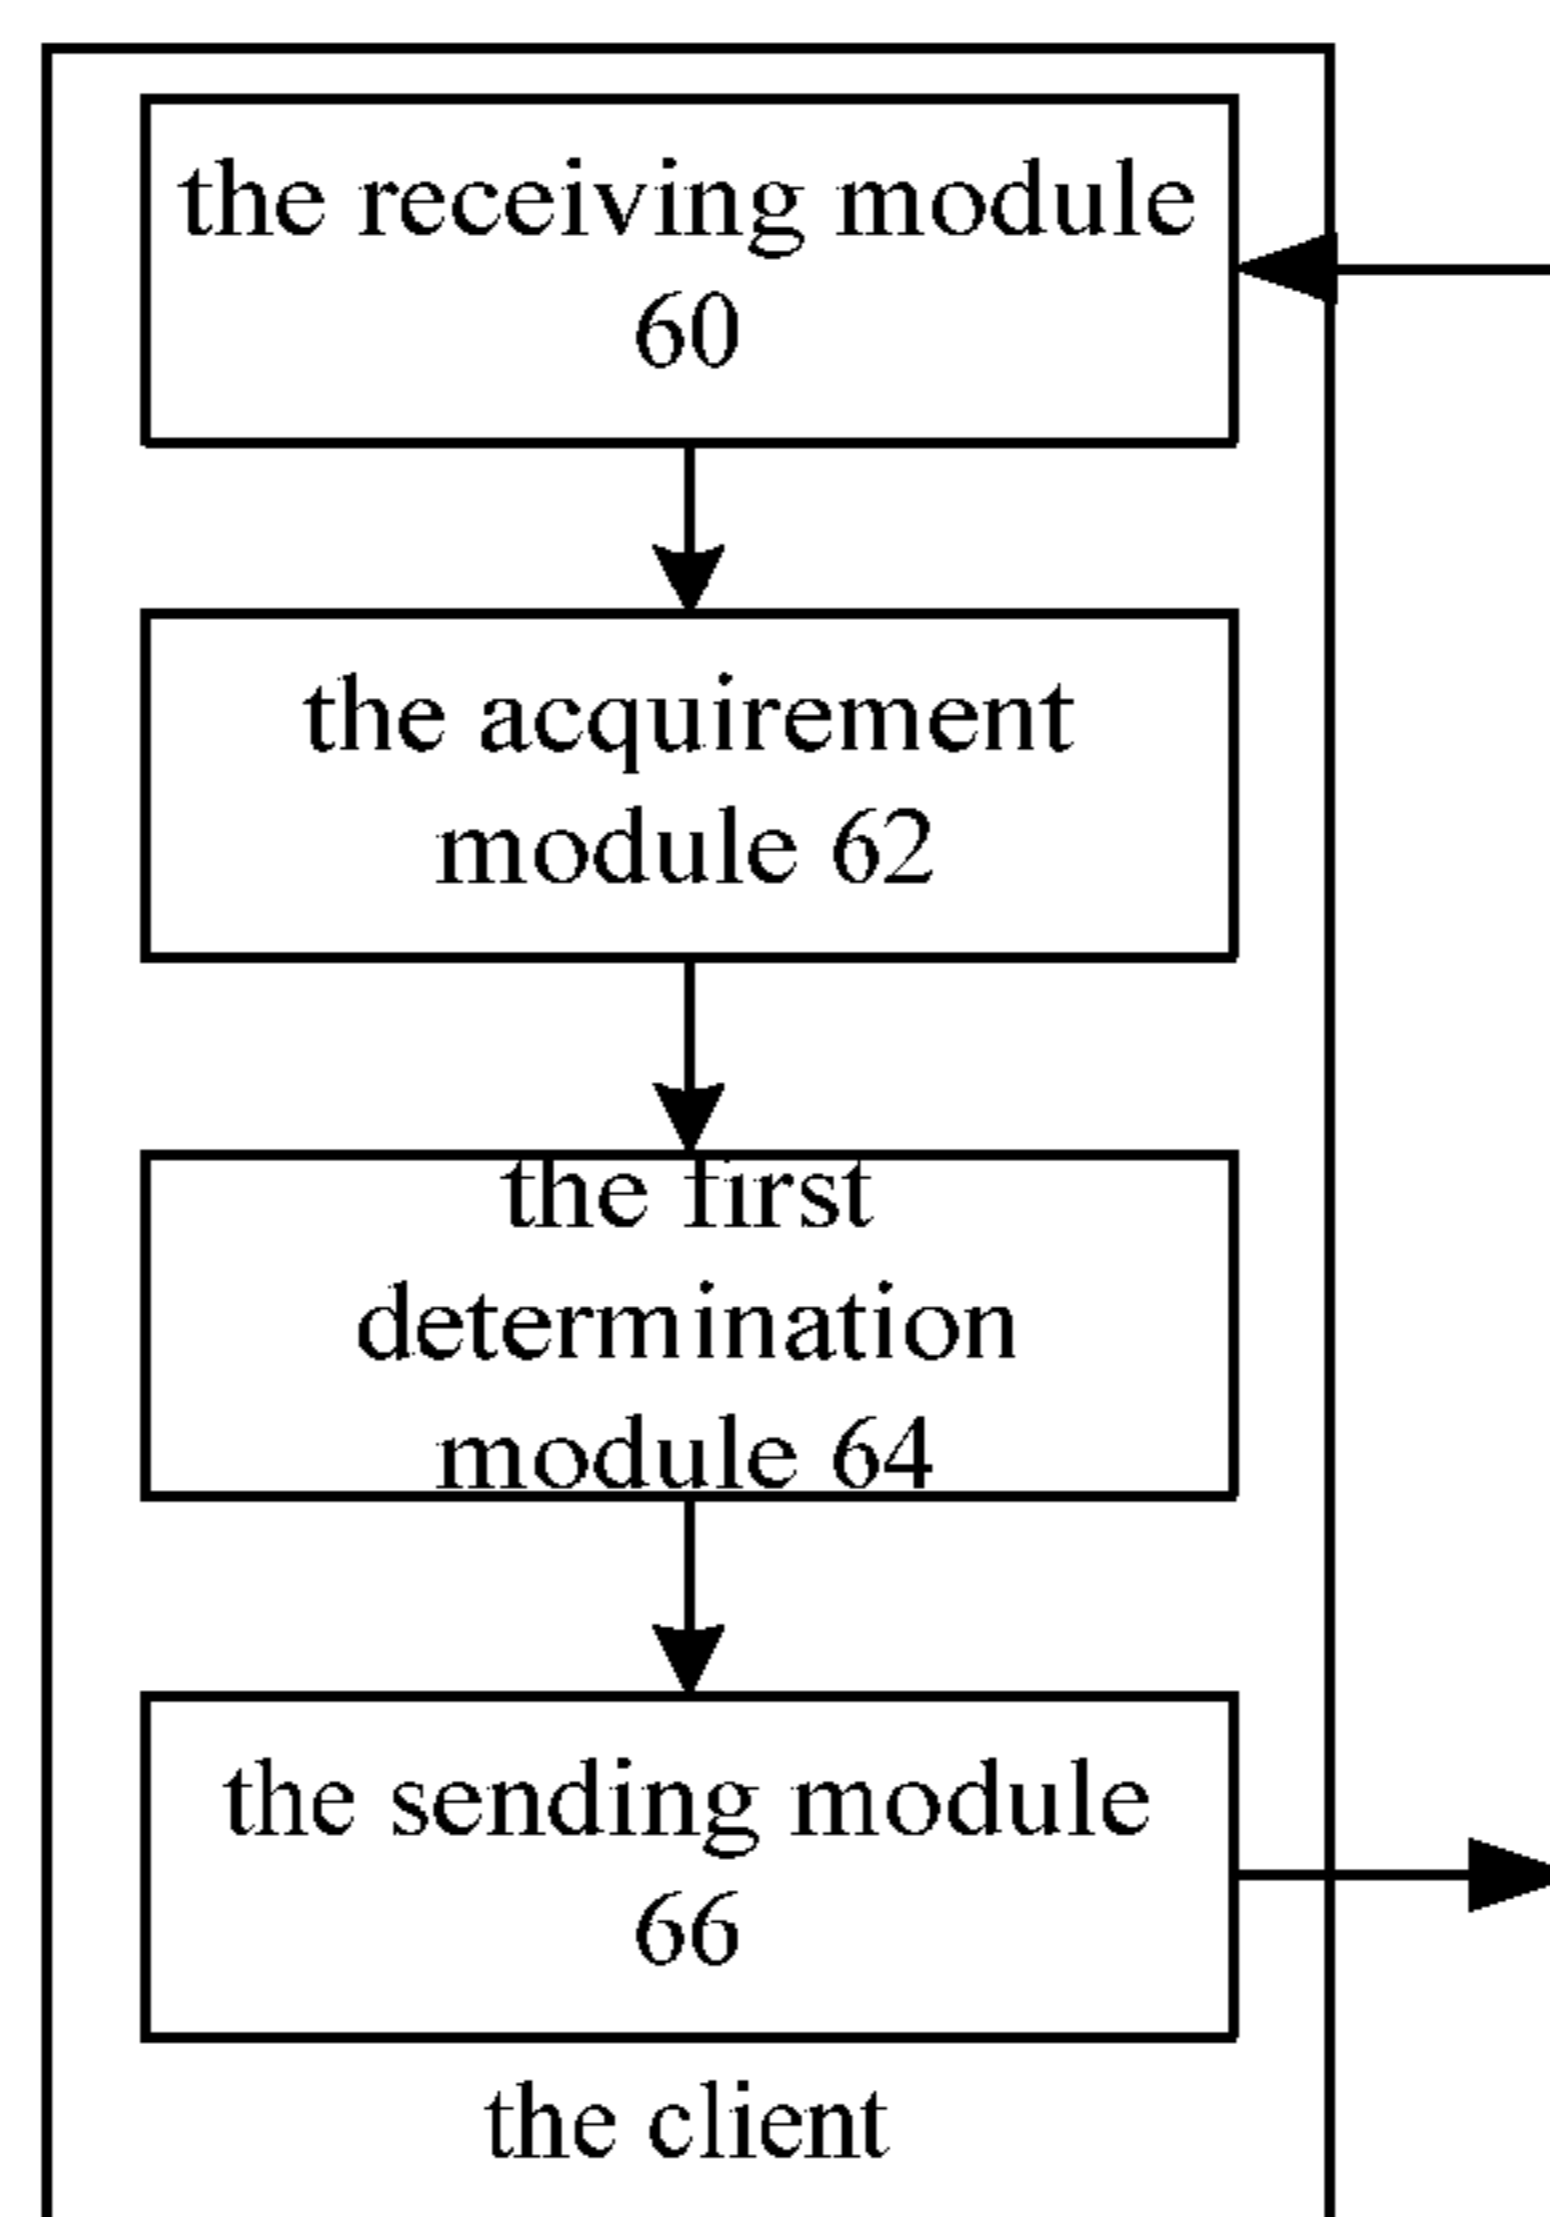 the receiving module
60
the acquirement
module 62
the first
determination
module 64
the sending module
66
the client